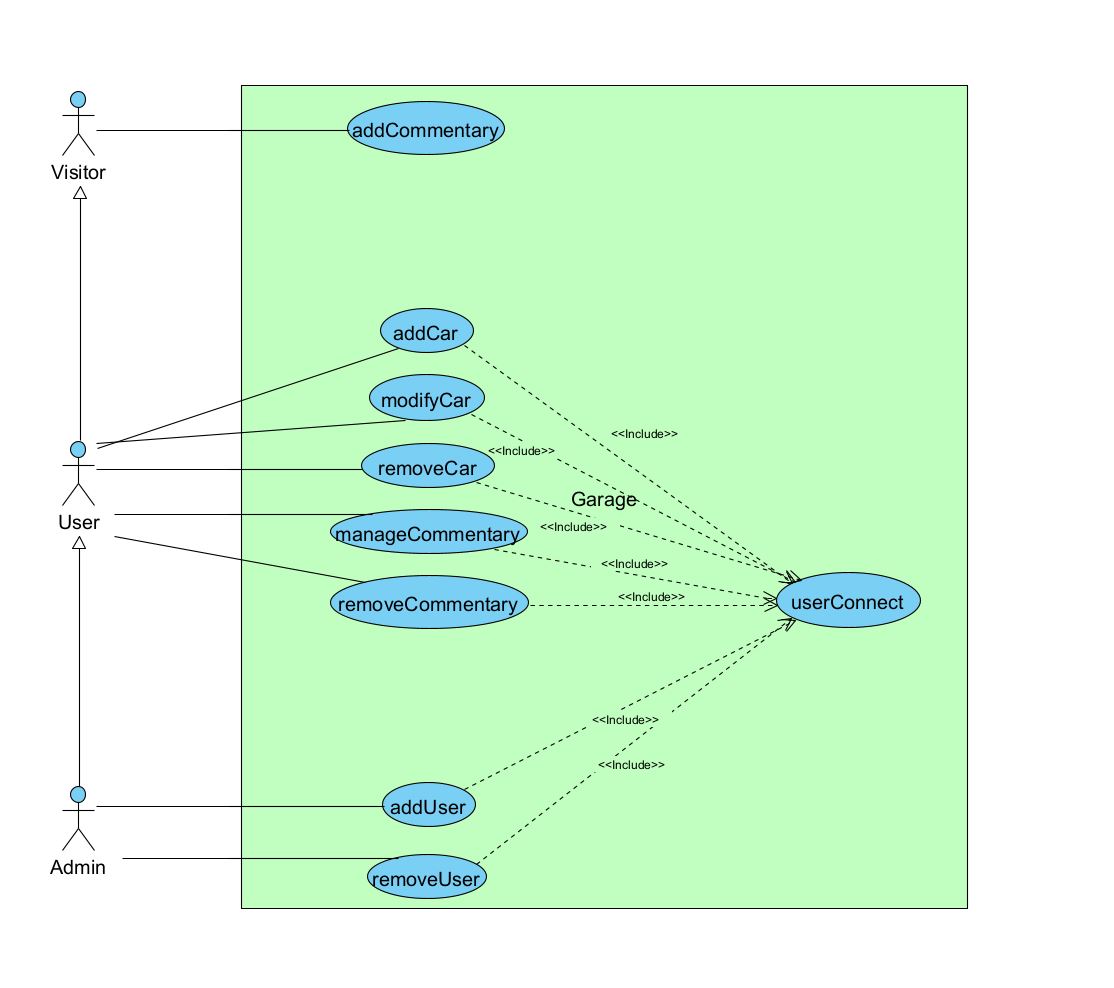 addCommentary
Visitor
addCar
modifyCar
<<Include>>
<<Include>>
removeCar
Garage
User
<<Include>>
manageCommentary
<<Include>>
removeCommentary
<<Include>>
userConnect
<<Include>>
<<Include>>
addUser
Admin
removeUser